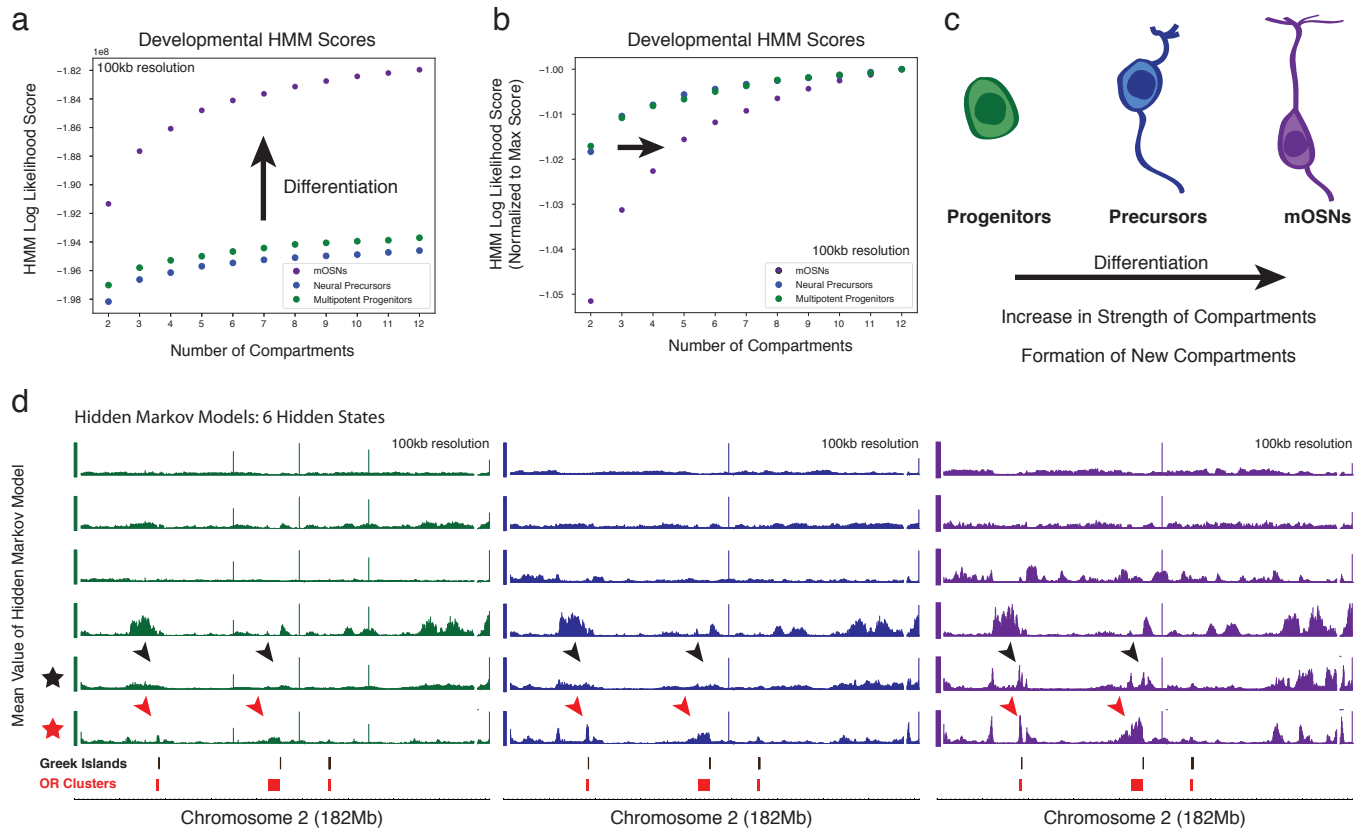 a
Developmental HMM Scores
1e8
100kb resolution
−1.82
−1.84
−1.86
−1.88
−1.90
−1.92
−1.94
−1.96
−1.98
HMM Log Likelihood Score
Differentiation
mOSNs
Neural Precursors
Multipotent Progenitors
2 3 4 5 6 7 8 9 10 11 12
Number of Compartments
b
Developmental HMM Scores
−1.00
−1.01
−1.02
−1.03
−1.04
−1.05
HMM Log Likelihood Score
(Normalized to Max Score)
100kb resolution
mOSNs
Neural Precursors
Multipotent Progenitors
2 3 4 5 6 7 8 9 10 11 12
Number of Compartments
c
Progenitors Precursors mOSNs
Differentiation
Increase in Strength of Compartments
Formation of New Compartments
d
Hidden Markov Models: 6 Hidden States
100kb resolution 100kb resolution 100kb resolution
Mean Value of Hidden Markov Model
Greek Islands
OR Clusters
Chromosome 2 (182Mb) Chromosome 2 (182Mb) Chromosome 2 (182Mb)